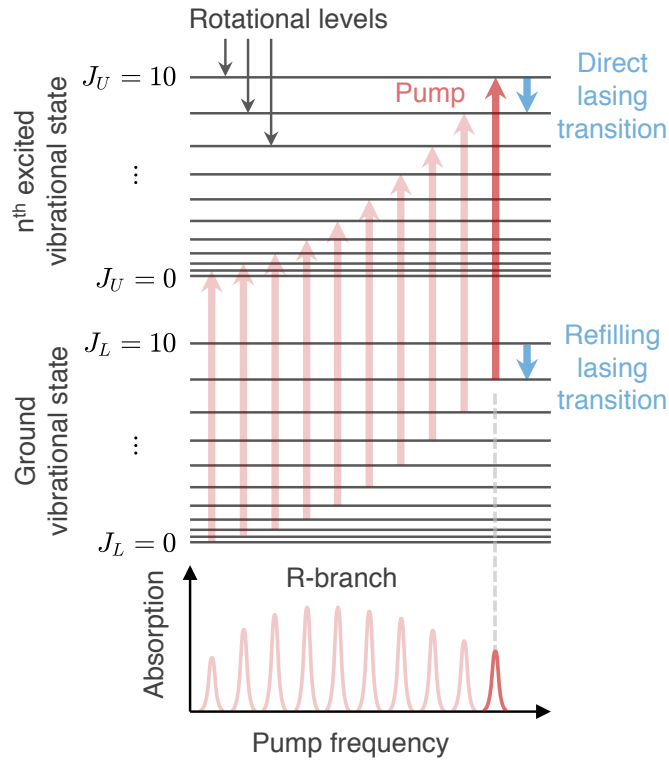 Rotational levels
J_U = 10
Pump
Direct
lasing
transition
n^th excited
vibrational state
...
J_U = 0
J_L = 10
Refilling
lasing
transition
Ground
vibrational state
...
J_L = 0
R-branch
Absorption
Pump frequency